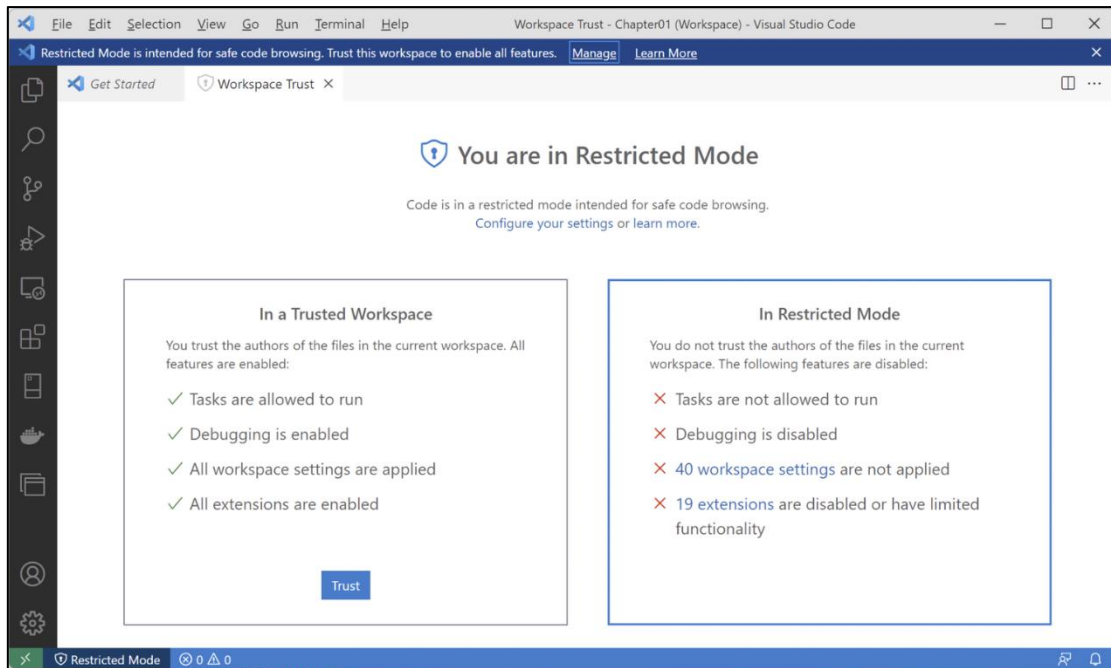 File Edit Selection View Go Run Terminal Help Workspace Trust - Chapter01 (Workspace) - Visual Studio Code
Restricted Mode is intended for safe code browsing. Trust this workspace to enable all features. Manage Learn More
Get Started Workspace Trust
You are in Restricted Mode
Code is in a restricted mode intended for safe code browsing.
Configure your settings or learn more.
In a Trusted Workspace
You trust the authors of the files in the current workspace. All
features are enabled:
Tasks are allowed to run
Debugging is enabled
All workspace settings are applied
All extensions are enabled
Trust
In Restricted Mode
You do not trust the authors of the files in the current
workspace. The following features are disabled:
Tasks are not allowed to run
Debugging is disabled
40 workspace settings are not applied
19 extensions are disabled or have limited
functionality
Restricted Mode 0 0